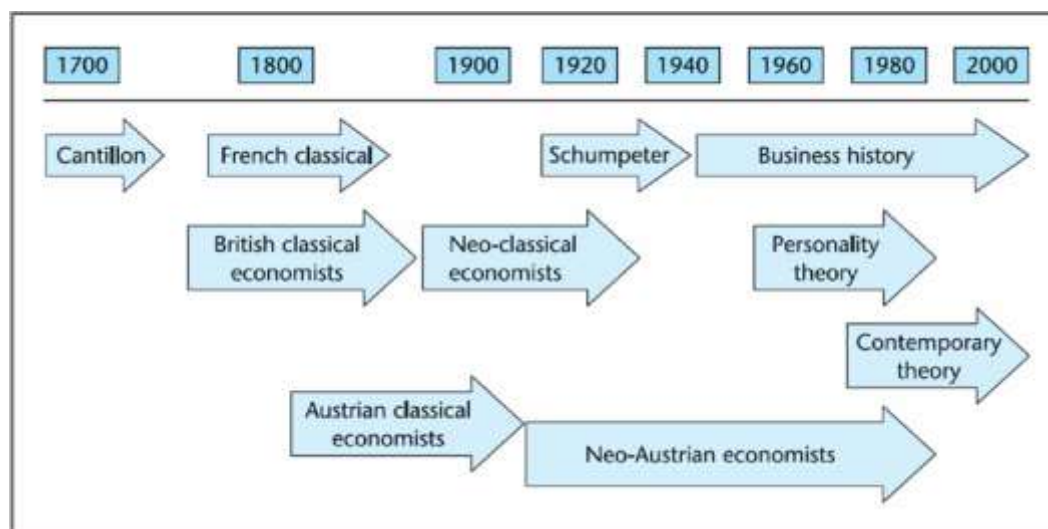 1700 1800 1900 1920 1940 1960 1980 2000
Cantillon French classical Schumpeter Business history
British classical
economists
Neo-classical
economists
Personality
theory
Contemporary
theory
Austrian classical
economists
Neo-Austrian economists